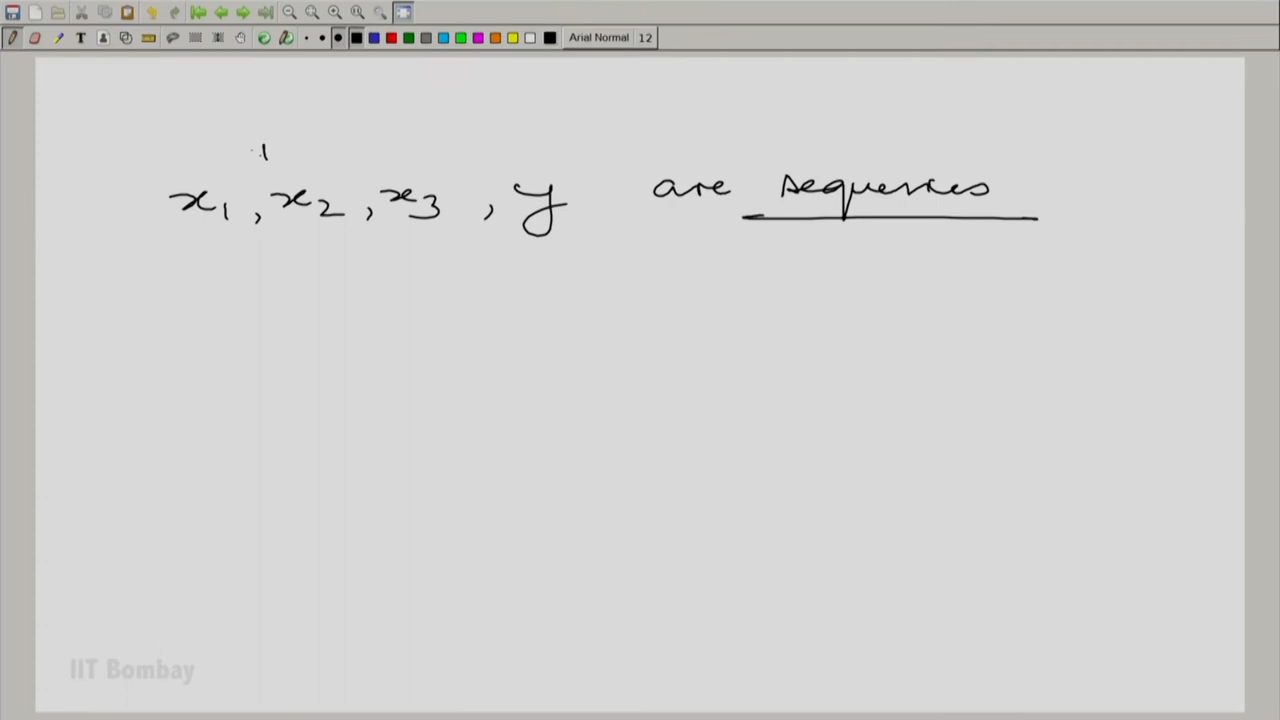 Arial Normal 12
x₁, x₂, x₃, y are sequences
IIT Bombay